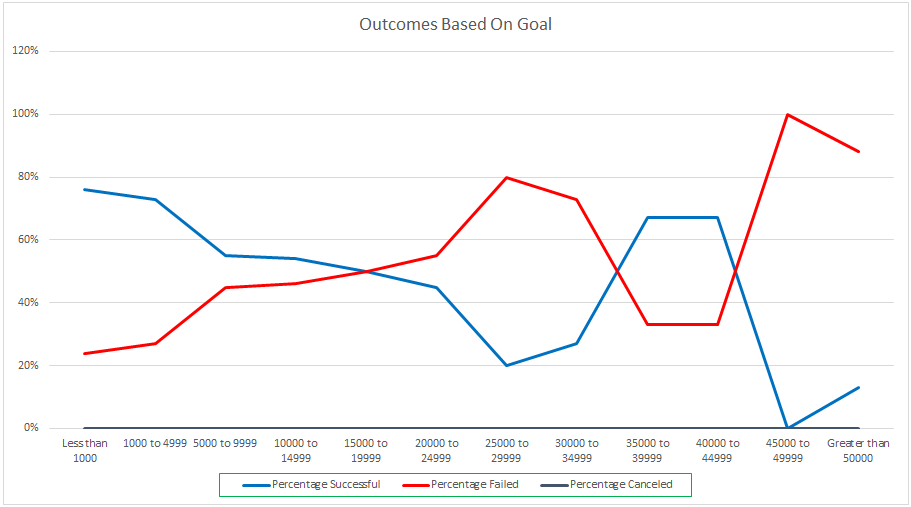 Outcomes Based On Goal
120%
100%
80%
60%
40%
20%
0%
Less than
1000
1000 to 4999
5000 to 9999
10000 to
14999
15000 to
19999
20000 to
24999
25000 to
29999
30000 to
34999
35000 to
39999
40000 to
44999
45000 to
49999
Greater than
50000
Percentage Successful
Percentage Failed
Percentage Canceled